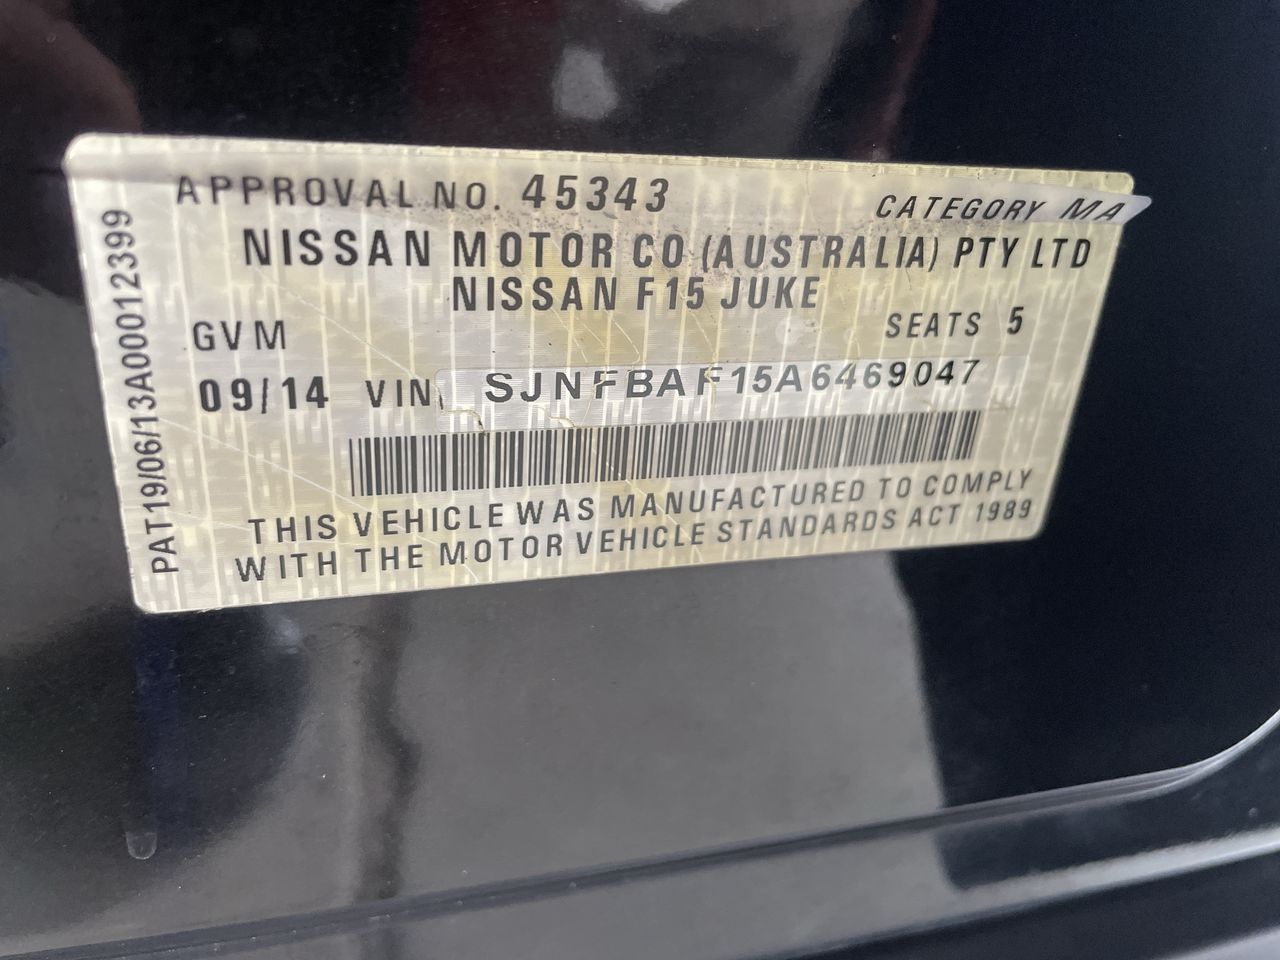 APPROVAL NO. 45343
CATEGORY MA
NISSAN MOTOR CO (AUSTRALIA) PTY LTD
NISSAN F15 JUKE
GVM
SEATS 5
09/14 VIN SJNFBAF15A6469047
THIS VEHICLE WAS MANUFACTURED TO COMPLY
WITH THE MOTOR VEHICLE STANDARDS ACT 1989
PAT19/06/13A00012399